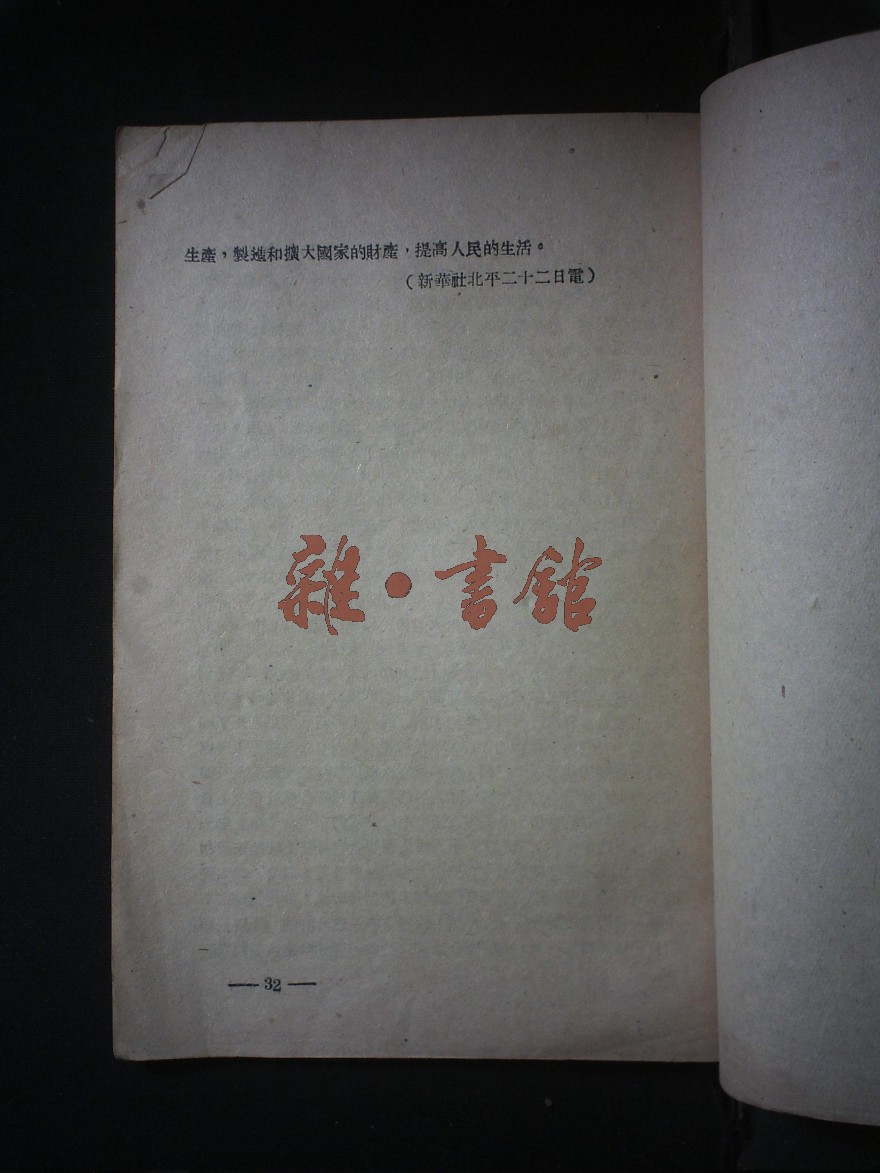 生產，製造和擴大國家的財產，提高人民的生活。
（新華社北平二十二日電）
雜·書館
— 32 —